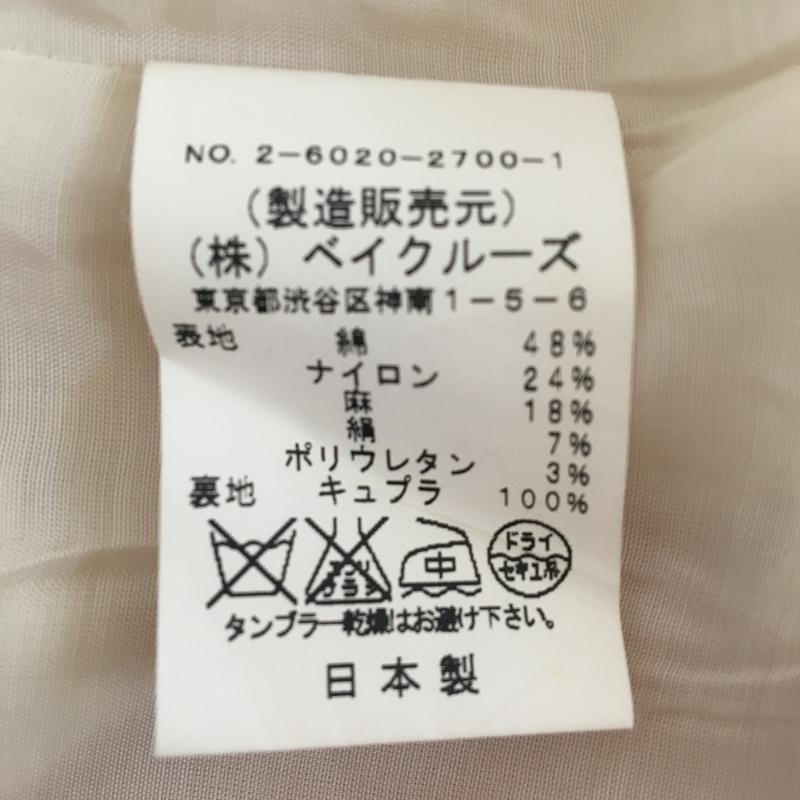 NO. 2-6020-2700-1
(製造販売元)
(株) ベイクルーズ
東京都渋谷区神南1-5-6
表地 綿 48%
ナイロン 24%
麻 18%
絹 7%
ポリウレタン 3%
裏地 キュプラ 100%
中
ドライ
セキユ系
タンブラー乾燥はお避け下さい。
日本製